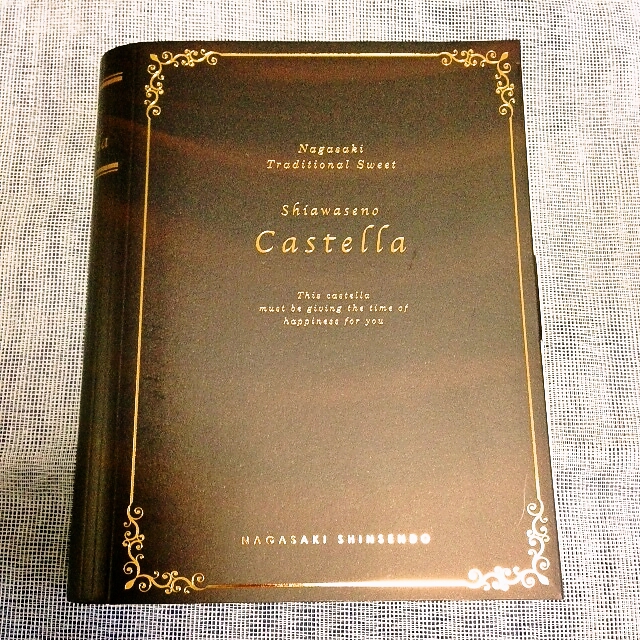 Nagasaki
Traditional Sweet
Shiawaseno
Castella
This castella
must be giving the time of
happiness for you
NAGASAKI SHINSENDO